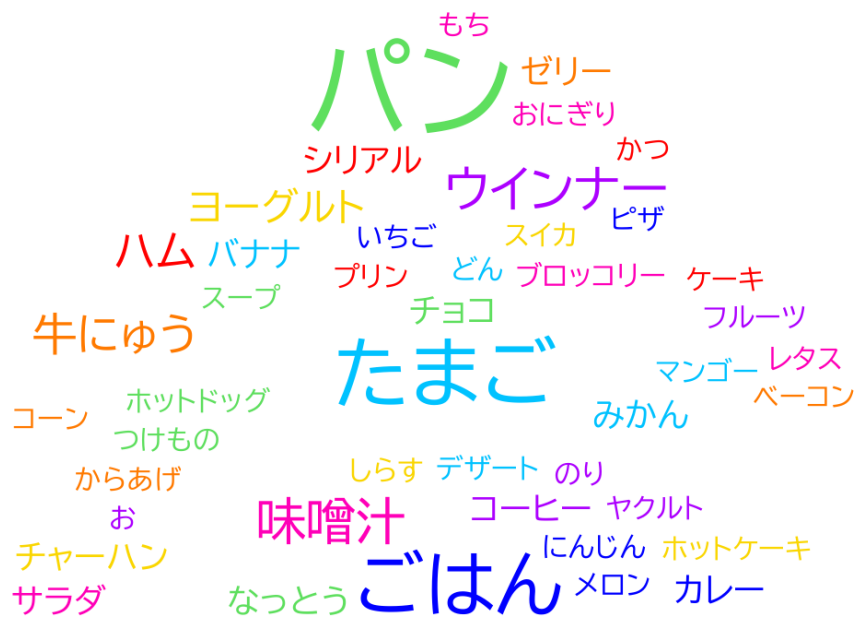 もち
パン
ゼリー
おにぎり
かつ
シリアル
ウインナー
ヨーグルト
ピザ
いちご
スイカ
ハム
バナナ
プリン
どん
ブロッコリー
ケーキ
スープ
チョコ
フルーツ
牛にゅう
たまご
レタス
マンゴー
ベーコン
ホットドッグ
みかん
コーン
つけもの
しらす
デザート
のり
からあげ
お
味噌汁
コーヒー
ヤクルト
チャーハン
にんじん
ホットケーキ
サラダ
なっとう
ごはん
メロン
カレー